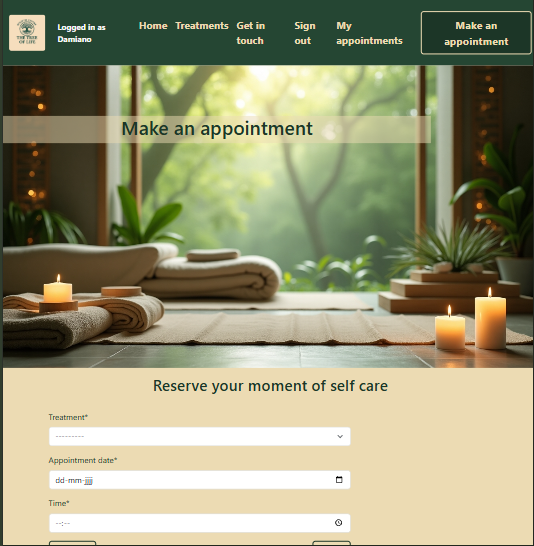 THE TREE
OF LIFE
Logged in as
Damiano
Home
Treatments
Get in
touch
Sign
out
My
appointments
Make an
appointment
Make an appointment
Reserve your moment of self care
Treatment*
---------
Appointment date*
dd-mm-jjjj
Time*
--:--